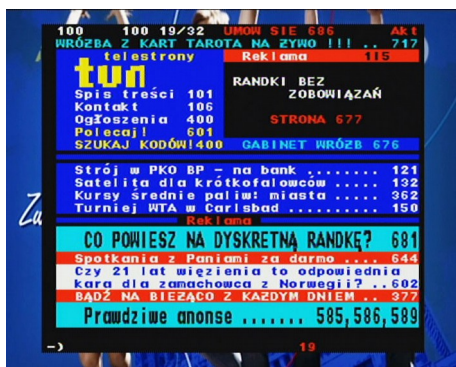 100 100 19/32 UMOW SIE 686 Akt
WRÓŻBA Z KART TAROTA NA ŻYWO !!! .. 717
telestrony
tvn
Reklama 115
RANDKI BEZ
ZOBOWIĄZAŃ
Spis treści 101
Kontakt 106
Ogłoszenia 400
STRONA 677
Polecaj! 601
SZUKAJ KODÓW!400
GABINET WRÓŻB 676
Strój w PKO BP – na bank ........ 121
Satelita dla krótkofalowców ..... 132
Kursy średnie paliw: miasta ..... 362
Turniej WTA w Carlsbad .......... 150
Reklama
CO POWIESZ NA DYSKRETNĄ RANDKĘ? 681
Spotkania z Paniami za darmo .... 644
Czy 21 lat więzienia to odpowiednia
kara dla zamachowca z Norwegii? ..602
BĄDŹ NA BIEŻĄCO Z KAŻDYM DNIEM .. 377
Prawdziwe anonse ....... 585,586,589
–) 19